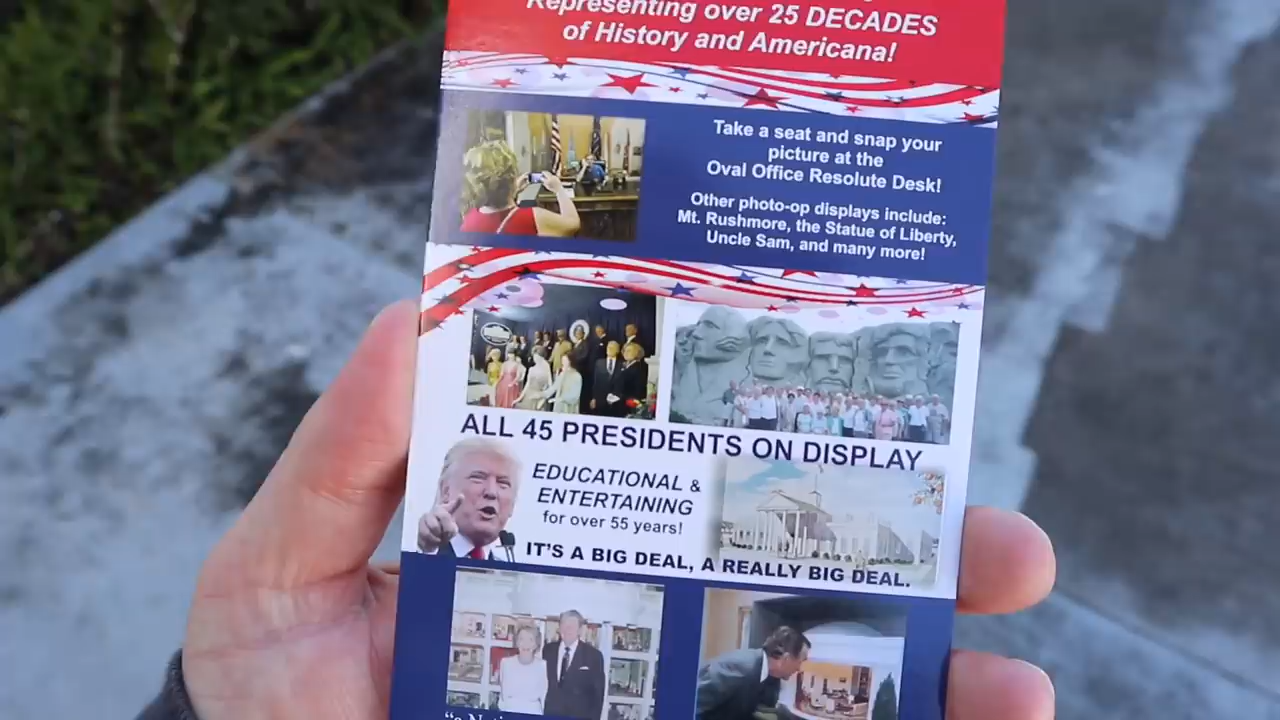 Representing over 25 DECADES
of History and Americana!
Take a seat and snap your
picture at the
Oval Office Resolute Desk!
Other photo-op displays include:
Mt. Rushmore, the Statue of Liberty,
Uncle Sam, and many more!
ALL 45 PRESIDENTS ON DISPLAY
EDUCATIONAL &
ENTERTAINING
for over 55 years!
IT'S A BIG DEAL, A REALLY BIG DEAL.
"a